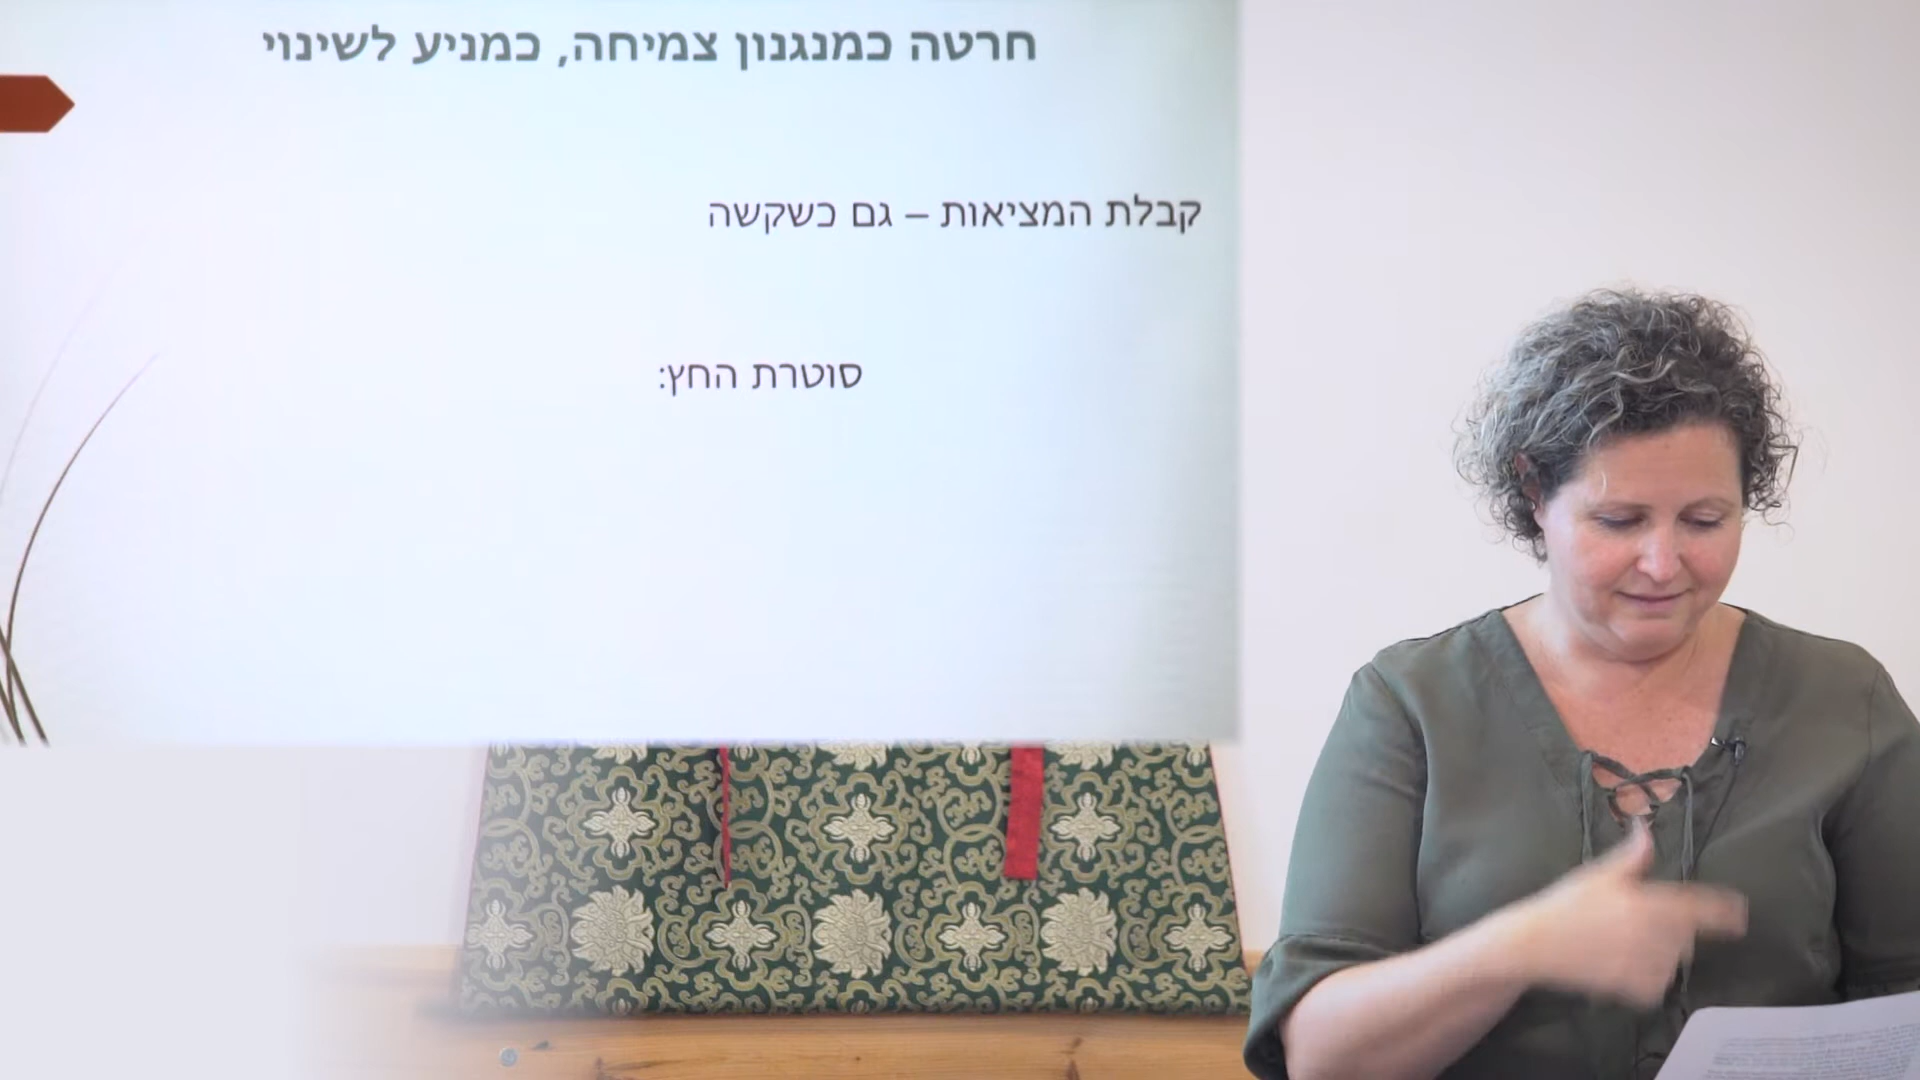 חרטה כמנגנון צמיחה, כמניע לשינוי
קבלת המציאות – גם כשקשה
סוטרת החץ: